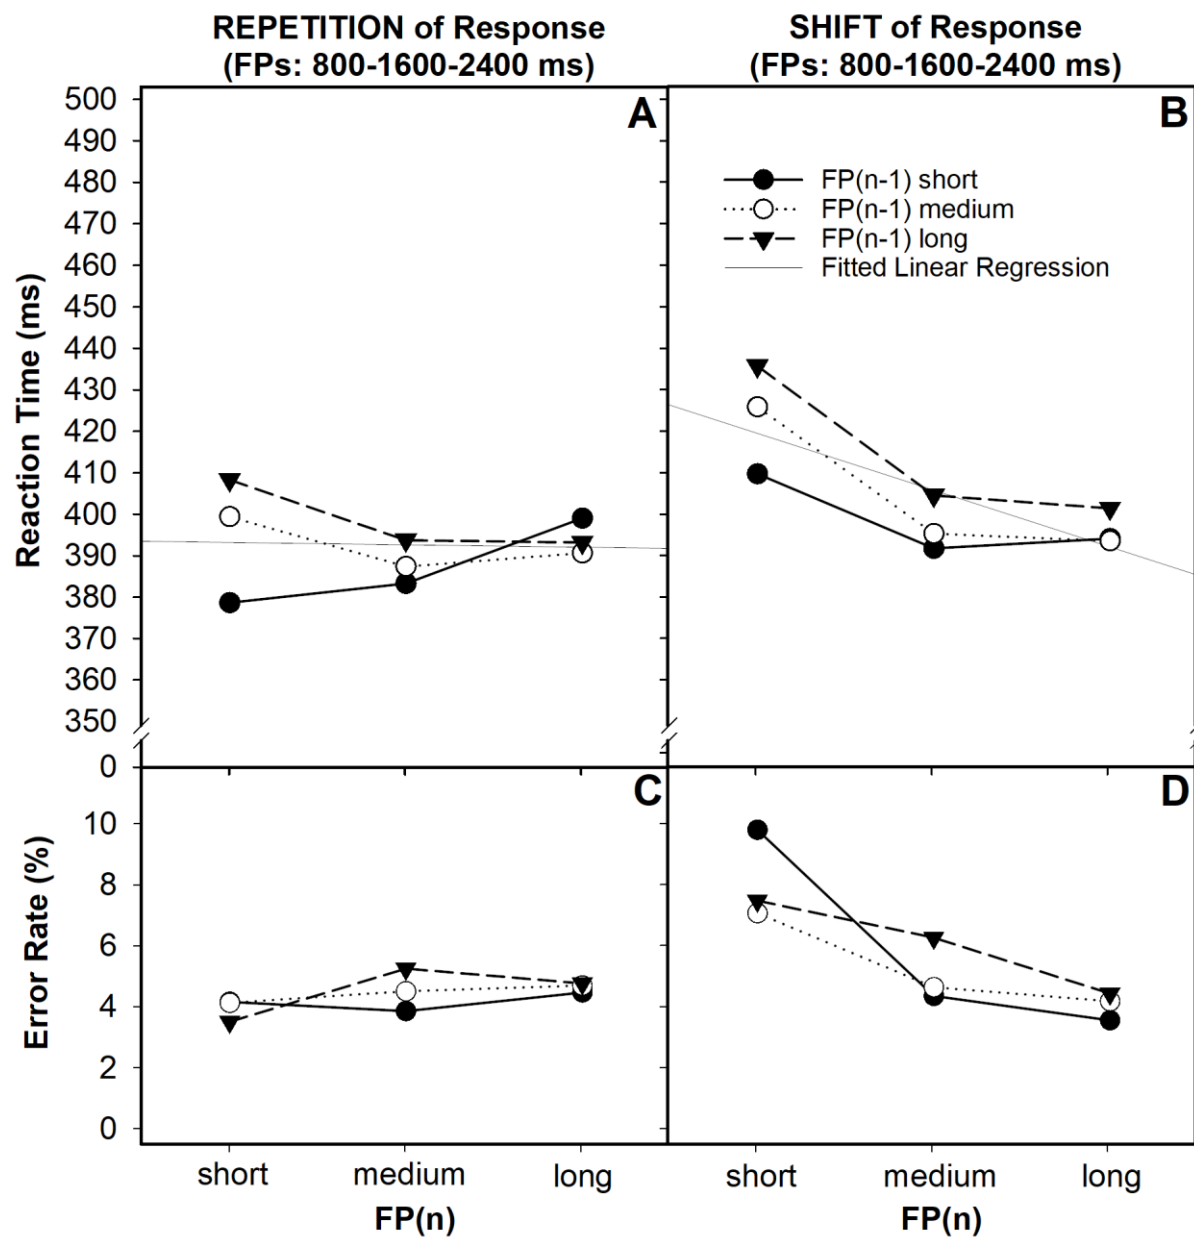 REPETITION of Response
(FPs: 800-1600-2400 ms)
SHIFT of Response
(FPs: 800-1600-2400 ms)
A
B
Reaction Time (ms)
500
490
480
470
460
450
440
430
420
410
400
390
380
370
360
350
0
FP(n-1) short
FP(n-1) medium
FP(n-1) long
Fitted Linear Regression
C
D
Error Rate (%)
10
8
6
4
2
0
short
medium
long
FP(n)
short
medium
long
FP(n)